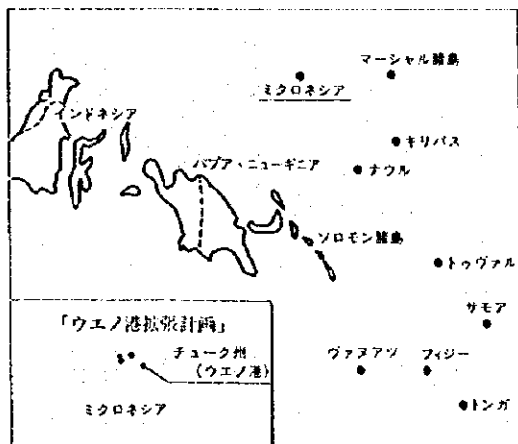 マーシャル諸島
ミクロネシア
インドネシア
キリバス
パプア・ニューギニア
ナウル
ソロモン諸島
トゥヴァル
「ウエノ港拡張計画」
サモア
チューク州
(ウエノ港)
ヴァヌアツ
フィジー
ミクロネシア
トンガ